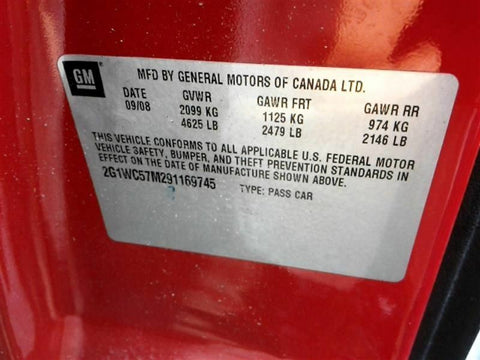 GM
MFD BY GENERAL MOTORS OF CANADA LTD.
DATE GVWR GAWR FRT GAWR RR
09/08 2099 KG 1125 KG 974 KG
4625 LB 2479 LB 2146 LB
THIS VEHICLE CONFORMS TO ALL APPLICABLE U.S. FEDERAL MOTOR
VEHICLE SAFETY, BUMPER, AND THEFT PREVENTION STANDARDS IN
EFFECT ON THE DATE OF MANUFACTURE SHOWN ABOVE.
2G1WC57M291169745 TYPE: PASS CAR